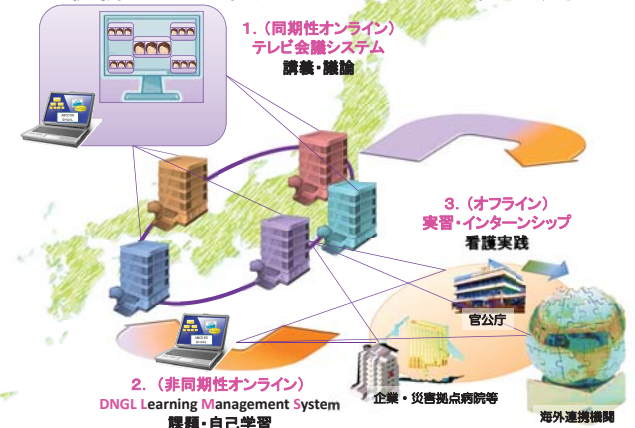 1. (同期性オンライン)
テレビ会議システム
講義・議論
3. (オフライン)
実習・インターンシップ
看護実践
官公庁
企業・災害拠点病院等
海外連携機関
2. (非同期性オンライン)
DNGL Learning Management System
課題・自己学習